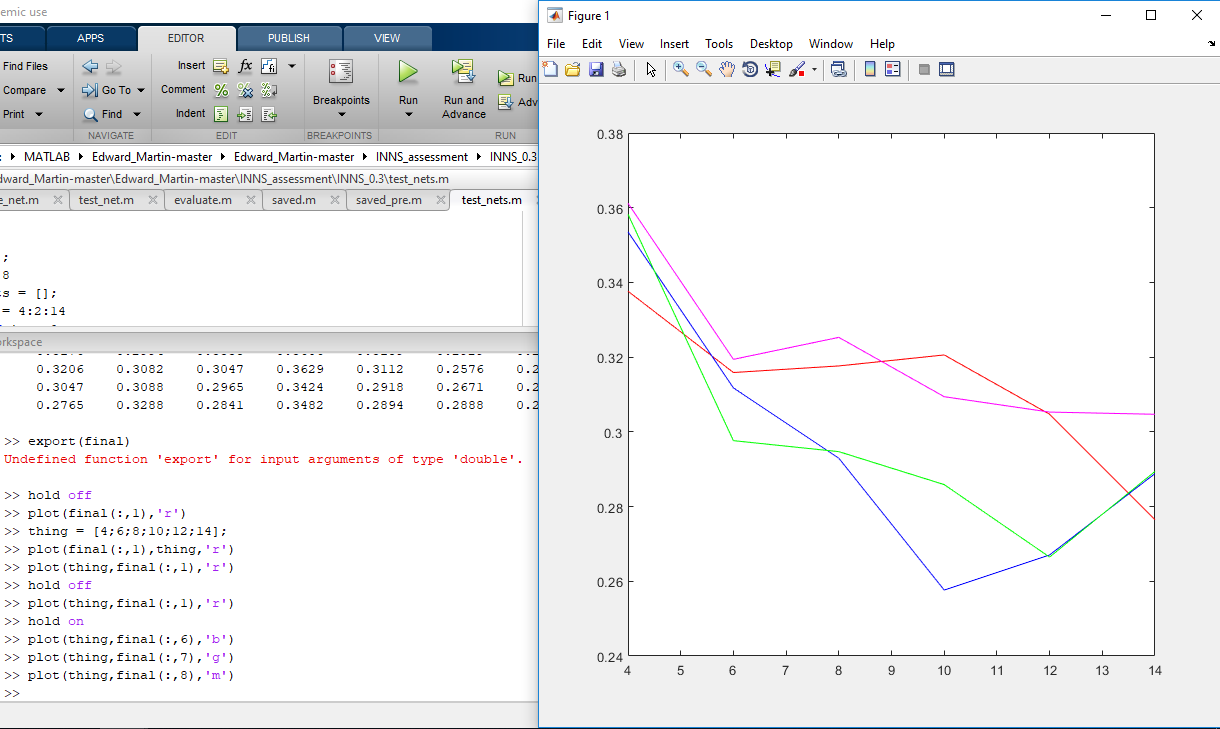 emic use
TS APPS EDITOR PUBLISH VIEW
Find Files
Compare
Print
Go To
Find
NAVIGATE
Insert fx
Comment
Indent
EDIT
Breakpoints
BREAKPOINTS
Run
Run and
Advance
Run
Adv
RUN
MATLAB Edward_Martin-master Edward_Martin-master INNS_assessment INNS_0.3
dward_Martin-master\Edward_Martin-master\INNS_assessment\INNS_0.3\test_nets.m
e_net.m test_net.m evaluate.m saved.m saved_pre.m test_nets.m
;
8
ts = [];
= 4:2:14
orkspace
0.3206 0.3082 0.3047 0.3629 0.3112 0.2576 0.2
0.3047 0.3088 0.2965 0.3424 0.2918 0.2671 0.2
0.2765 0.3288 0.2841 0.3482 0.2894 0.2888 0.2
>> export(final)
Undefined function 'export' for input arguments of type 'double'.
>> hold off
>> plot(final(:,1),'r')
>> thing = [4;6;8;10;12;14];
>> plot(final(:,1),thing,'r')
>> plot(thing,final(:,1),'r')
>> hold off
>> plot(thing,final(:,1),'r')
>> hold on
>> plot(thing,final(:,6),'b')
>> plot(thing,final(:,7),'g')
>> plot(thing,final(:,8),'m')
>>
Figure 1
File Edit View Insert Tools Desktop Window Help
0.38
0.36
0.34
0.32
0.3
0.28
0.26
0.24
4 5 6 7 8 9 10 11 12 13 14